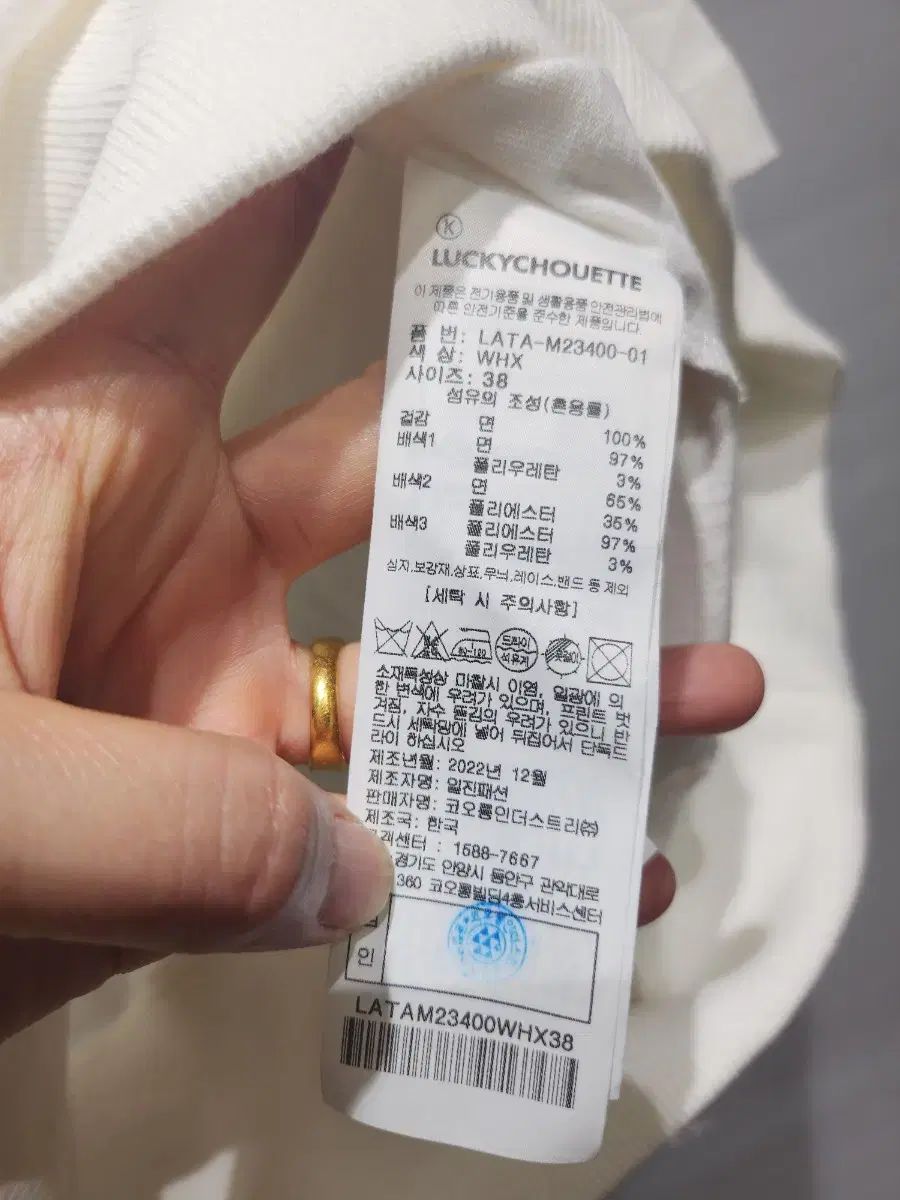 K
LUCKYCHOUETTE
이 제품은 전기용품 및 생활용품 안전관리법에
따른 안전기준을 준수한 제품입니다.
품 번: LATA-M23400-01
색 상: WHX
사이즈: 38
섬유의 조성(혼용률)
겉감 면 100%
배색1 면 97%
폴리우레탄 3%
배색2 면 65%
폴리에스터 35%
배색3 폴리에스터 97%
폴리우레탄 3%
심지,보강재,상표,무늬,레이스,밴드 등 제외
[세탁 시 주의사항]
80~120
드라이
석유계
소재특성상 마찰시 이염, 일광에 의
한 변색에 우려가 있으며, 프린트 벗
겨짐, 자수 뜯김의 우려가 있으니 반
드시 세탁망에 넣어 뒤집어서 단독드
라이 하십시오
제조년월: 2022년 12월
제조자명: 일진패션
판매자명: 코오롱인더스트리㈜
제조국: 한국
객센터 : 1588-7667
경기도 안양시 동안구 관악대로
360 코오롱빌딩4층서비스센터
인
LATAM23400WHX38